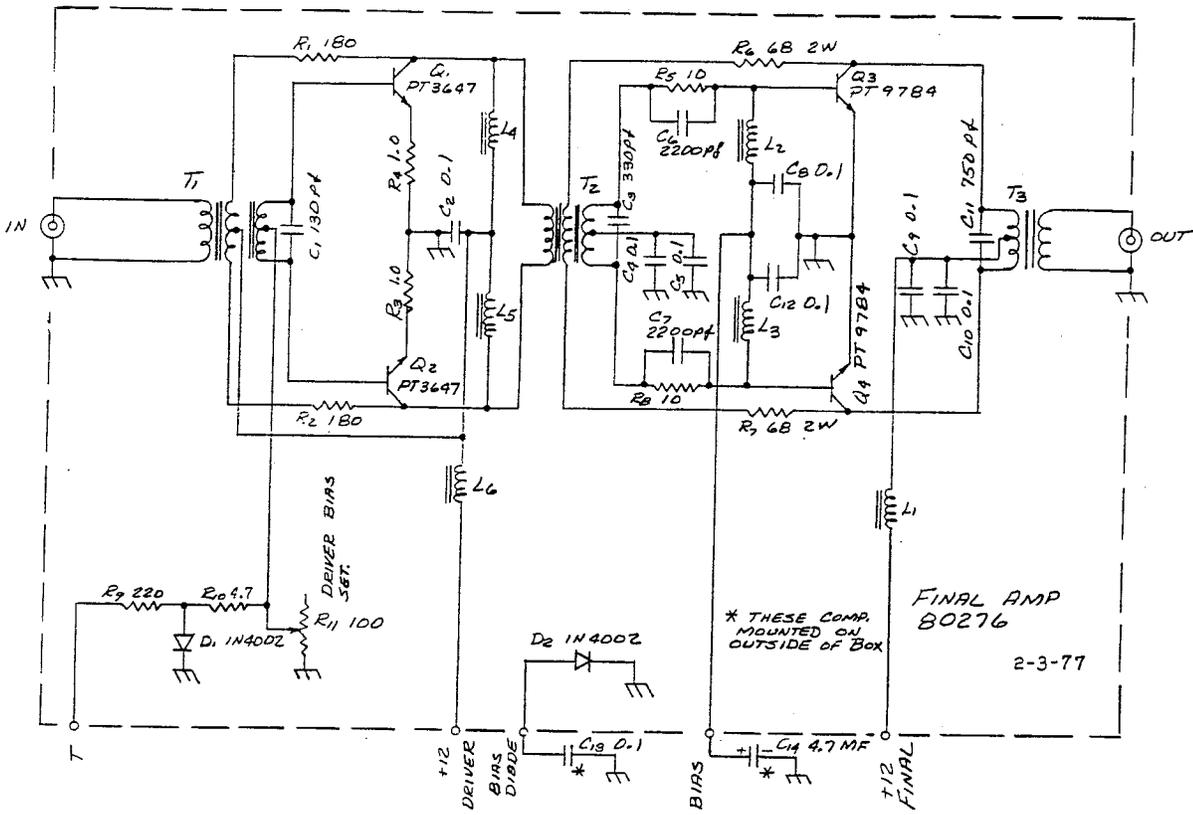 R1 180
Q1
PT3647
L4
R4 1.0
C2 0.1
T1
IN
C1 130pf
R3 1.0
L5
Q2
PT3647
R2 180
L6
R6 68 2W
R5 10
Q3
PT9784
C6
2200pf
L2
C3 330pf
C8 0.1
T2
C4 0.1
C5 0.1
C12 0.1
C7
2200pf
L3
R8 10
Q4 PT9784
R7 68 2W
C11 750pf
T3
C9 0.1
C10 0.1
OUT
L1
DRIVER BIAS
SET.
R9 220
R10 4.7
R11 100
D1 1N4002
D2 1N4002
* THESE COMP.
MOUNTED ON
OUTSIDE OF BOX
FINAL AMP
80276
2-3-77
T
+12
DRIVER
BIAS
DIODE
C13 0.1
*
BIAS
+ -
C14 4.7MF
*
+12
FINAL